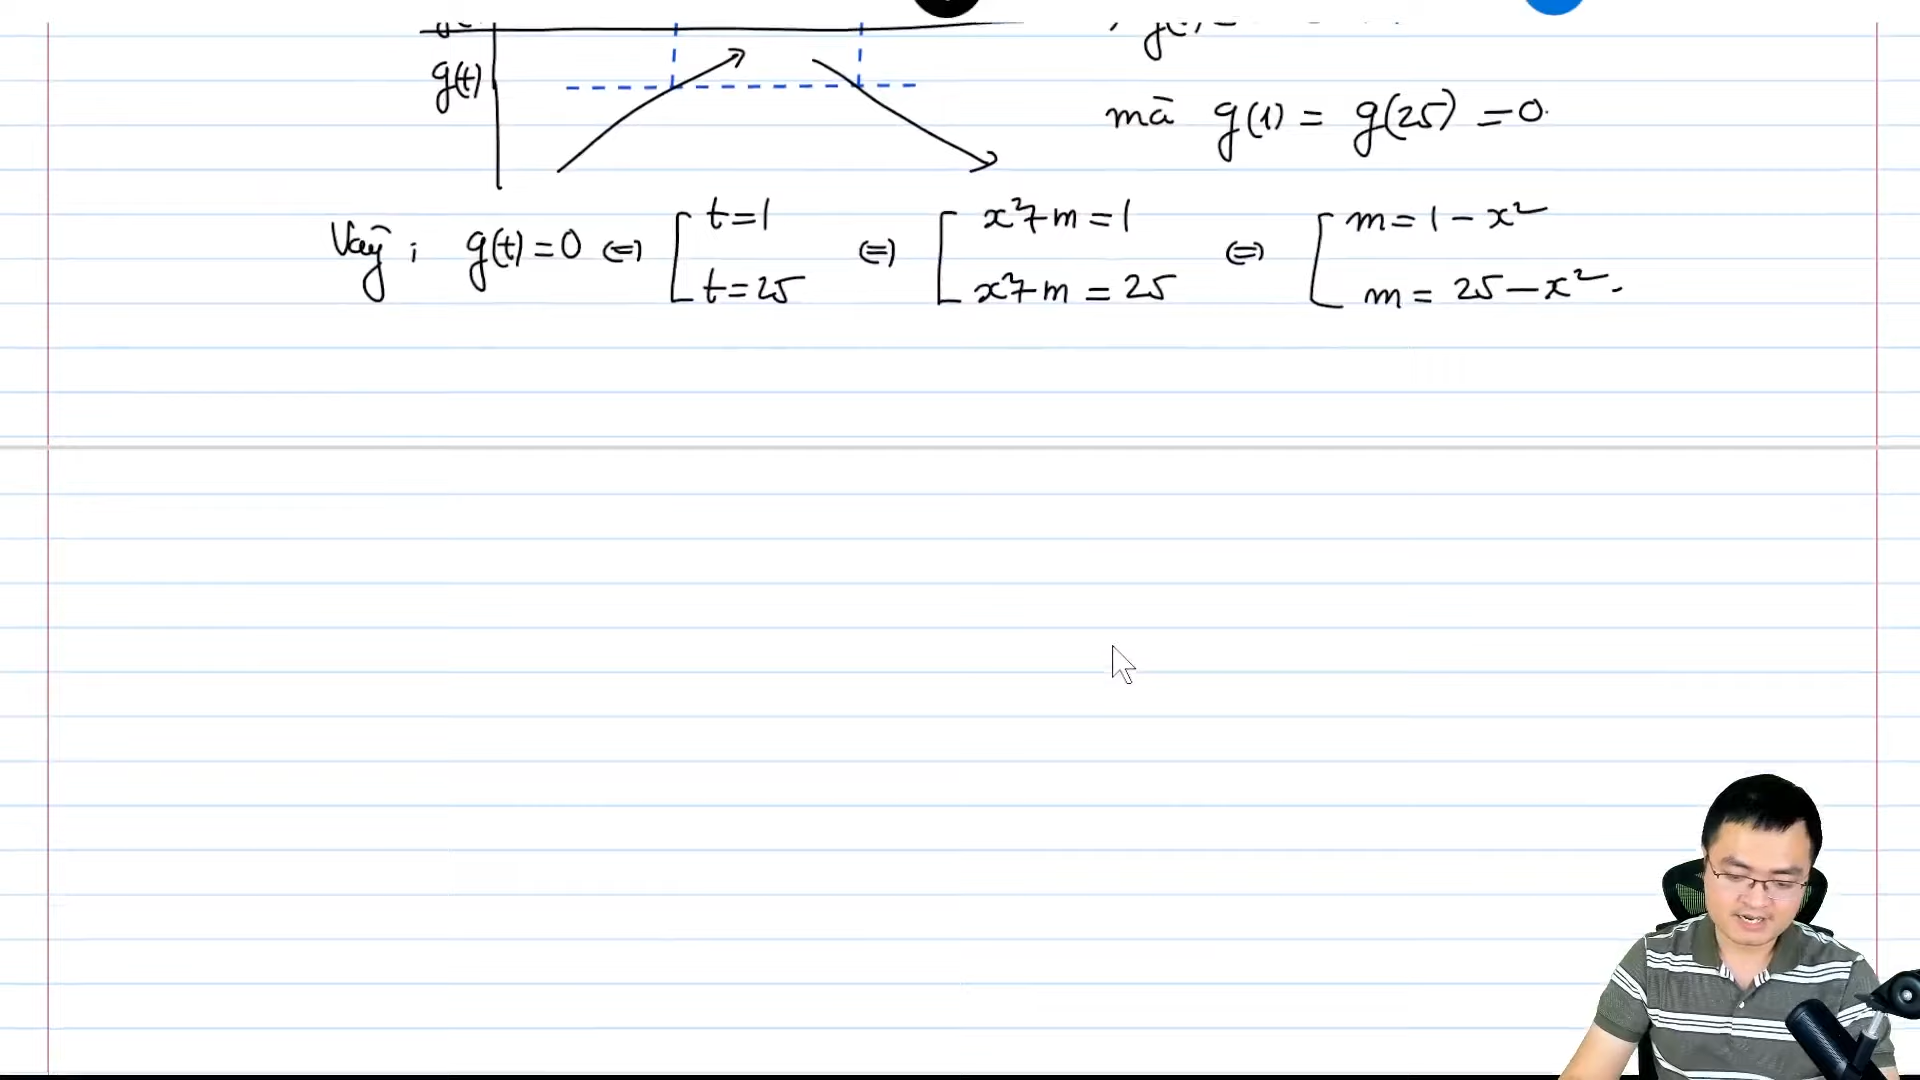 g(t)
mà g(1) = g(25) = 0.
Vậy: g(t) = 0 ⇔ [ t = 1 ⇔ [ x² + m = 1 ⇔ [ m = 1 - x²
t = 25 x² + m = 25 m = 25 - x².